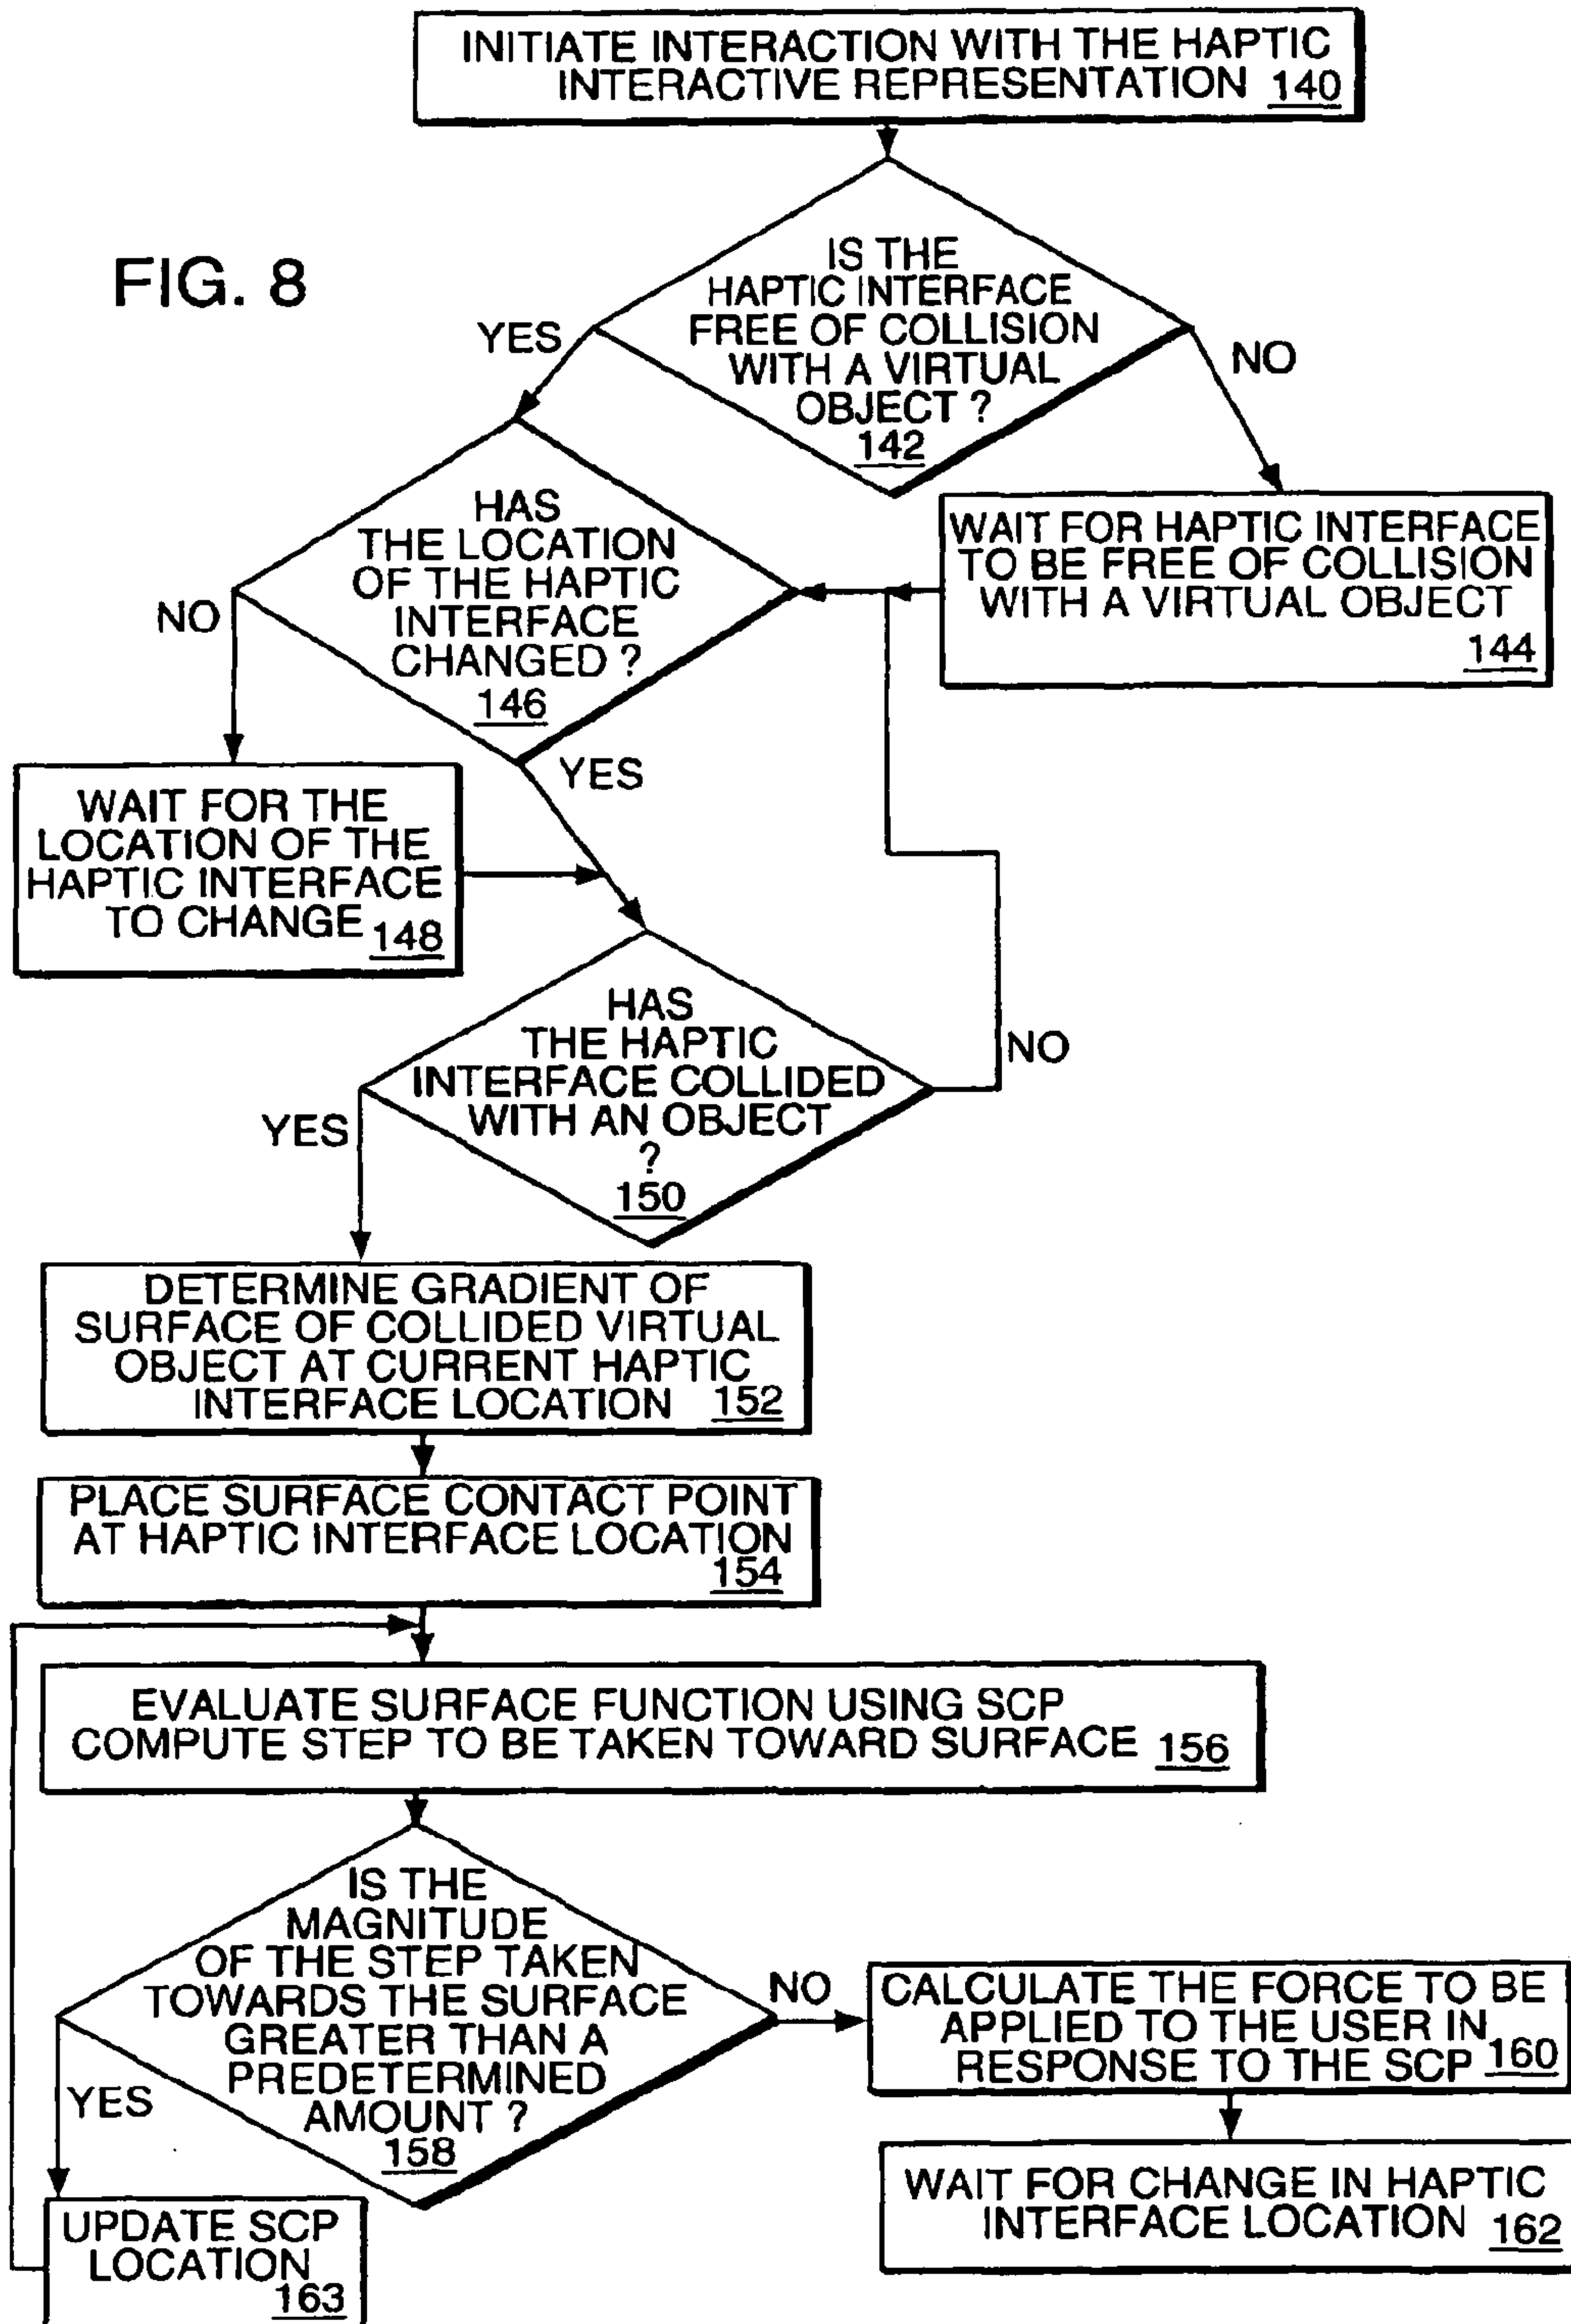 INITIATE INTERACTION WITH THE HAPTIC
INTERACTIVE REPRESENTATION 140
FIG. 8
IS THE
HAPTIC INTERFACE
FREE OF COLLISION
WITH A VIRTUAL
OBJECT ?
142
YES
NO
HAS
THE LOCATION
OF THE HAPTIC
INTERFACE
CHANGED ?
146
WAIT FOR HAPTIC INTERFACE
TO BE FREE OF COLLISION
WITH A VIRTUAL OBJECT
144
NO
YES
WAIT FOR THE
LOCATION OF THE
HAPTIC INTERFACE
TO CHANGE 148
HAS
THE HAPTIC
INTERFACE COLLIDED
WITH AN OBJECT
?
150
NO
YES
DETERMINE GRADIENT OF
SURFACE OF COLLIDED VIRTUAL
OBJECT AT CURRENT HAPTIC
INTERFACE LOCATION 152
PLACE SURFACE CONTACT POINT
AT HAPTIC INTERFACE LOCATION
154
EVALUATE SURFACE FUNCTION USING SCP
COMPUTE STEP TO BE TAKEN TOWARD SURFACE 156
IS THE
MAGNITUDE
OF THE STEP TAKEN
TOWARDS THE SURFACE
GREATER THAN A
PREDETERMINED
AMOUNT ?
158
NO
YES
CALCULATE THE FORCE TO BE
APPLIED TO THE USER IN
RESPONSE TO THE SCP 160
WAIT FOR CHANGE IN HAPTIC
INTERFACE LOCATION 162
UPDATE SCP
LOCATION
163